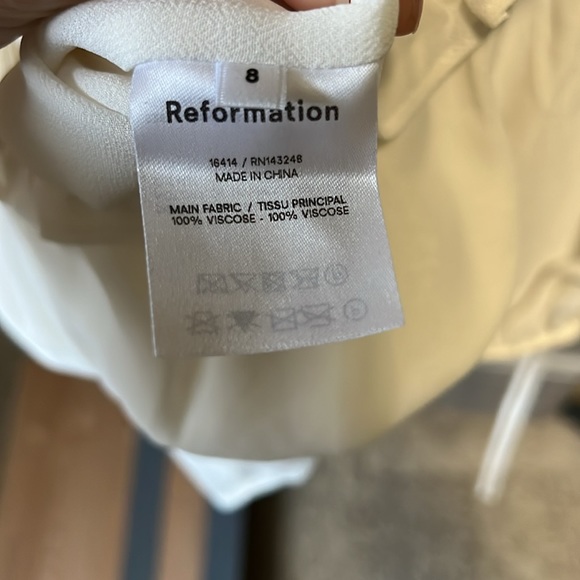 8
Reformation
16414 / RN143248
MADE IN CHINA
MAIN FABRIC / TISSU PRINCIPAL
100% VISCOSE - 100% VISCOSE